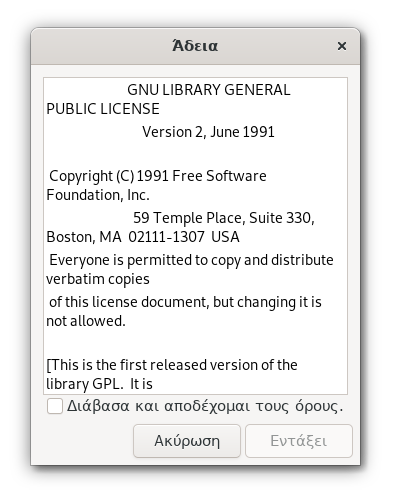 Άδεια
GNU LIBRARY GENERAL
PUBLIC LICENSE
Version 2, June 1991
Copyright (C) 1991 Free Software
Foundation, Inc.
59 Temple Place, Suite 330,
Boston, MA  02111-1307  USA
Everyone is permitted to copy and distribute
verbatim copies
of this license document, but changing it is
not allowed.
[This is the first released version of the
library GPL.  It is
Διάβασα και αποδέχομαι τους όρους.
Ακύρωση Εντάξει